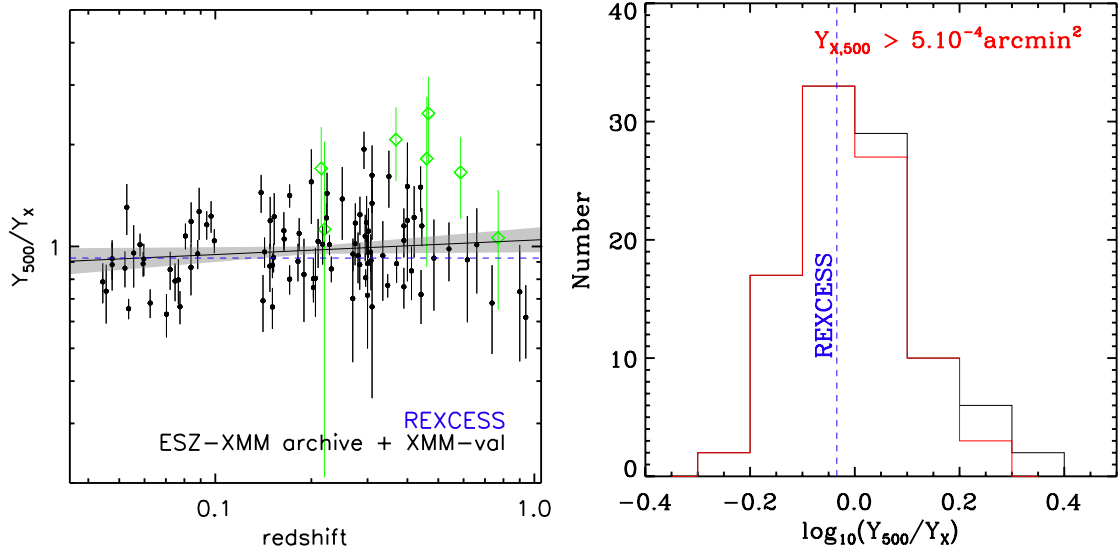 Y500/YX
1
REXCESS
ESZ-XMM archive + XMM-val
0.1
1.0
redshift
40
30
20
10
0
Number
YX,500 > 5.10-4arcmin2
REXCESS
-0.4
-0.2
0.0
0.2
0.4
log10(Y500/YX)